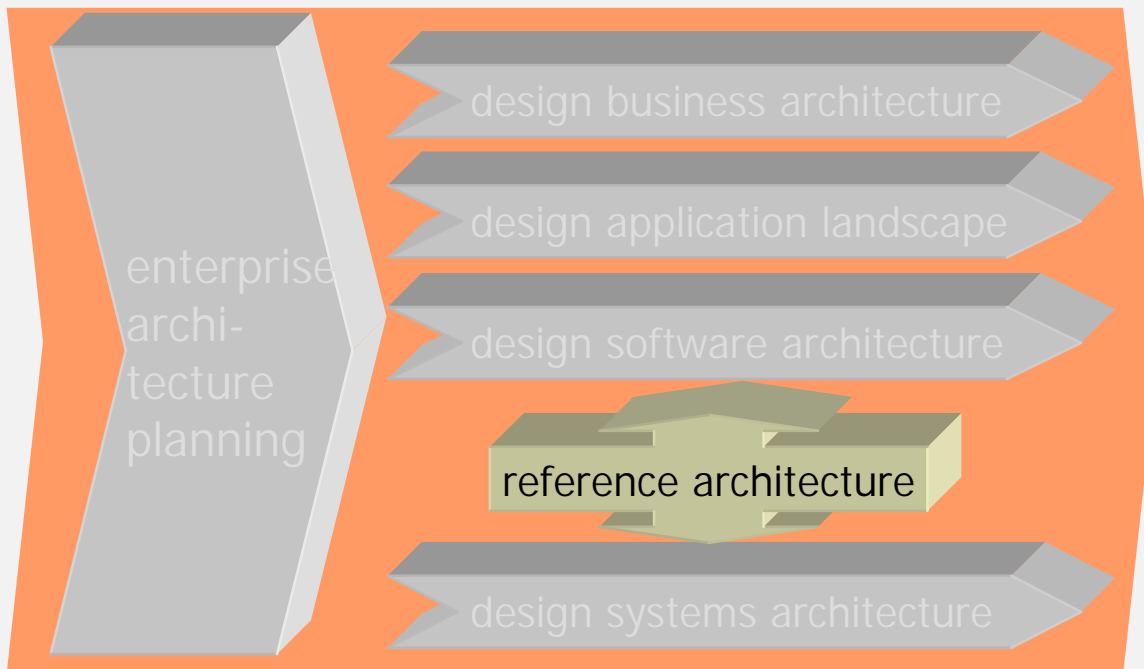 design business architecture
design application landscape
enterprise
archi-
tecture
planning
design software architecture
reference architecture
design systems architecture